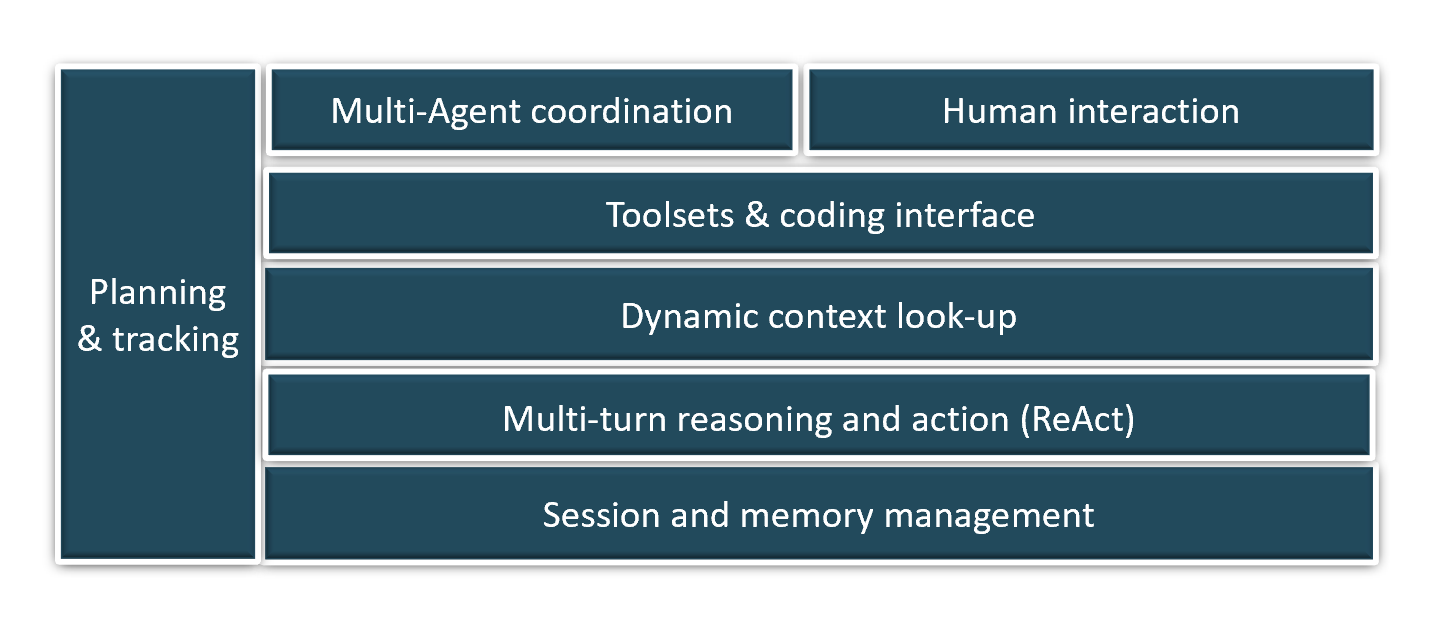 Multi-Agent coordination
Human interaction
Toolsets & coding interface
Planning
& tracking
Dynamic context look-up
Multi-turn reasoning and action (ReAct)
Session and memory management